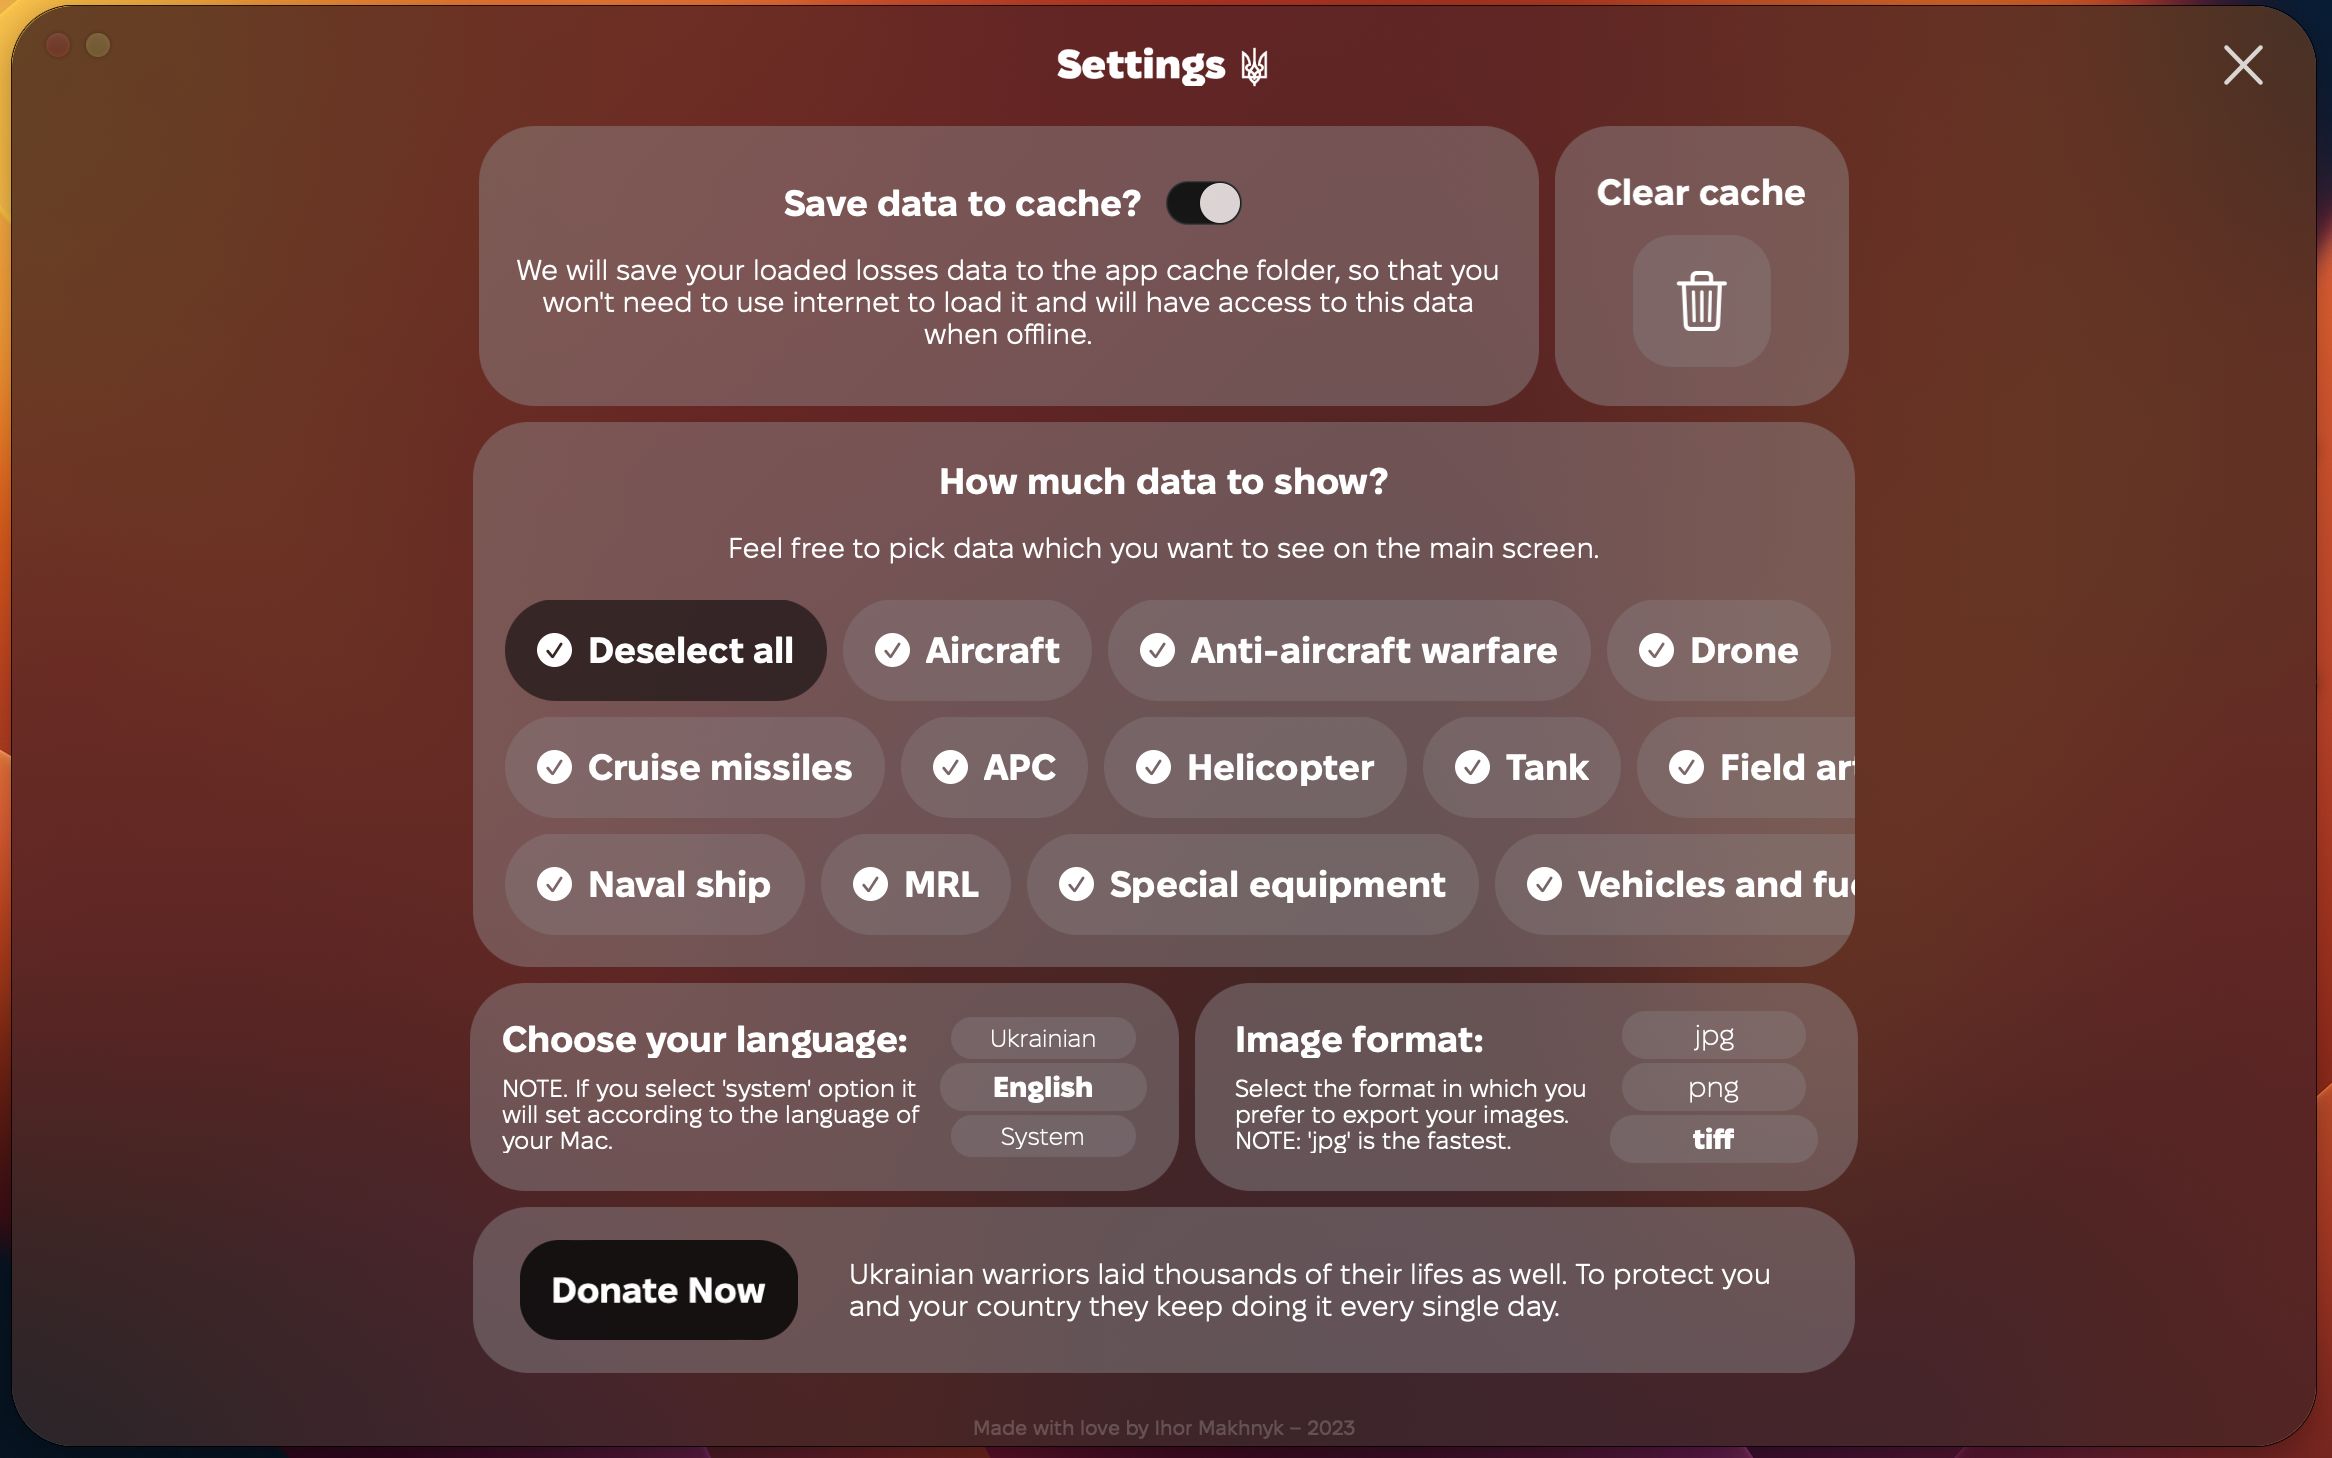 Settings
Save data to cache?
We will save your loaded losses data to the app cache folder, so that you
won't need to use internet to load it and will have access to this data
when offline.
Clear cache
How much data to show?
Feel free to pick data which you want to see on the main screen.
Deselect all Aircraft Anti-aircraft warfare Drone
Cruise missiles APC Helicopter Tank Field
Naval ship MRL Special equipment Vehicles and
Choose your language:
NOTE. If you select 'system' option it
will set according to the language of
your Mac.
Ukrainian
English
System
Image format:
Select the format in which you
prefer to export your images.
NOTE: 'jpg' is the fastest.
jpg
png
tiff
Donate Now
Ukrainian warriors laid thousands of their lifes as well. To protect you
and your country they keep doing it every single day.
Made with love by Ihor Makhnyk – 2023